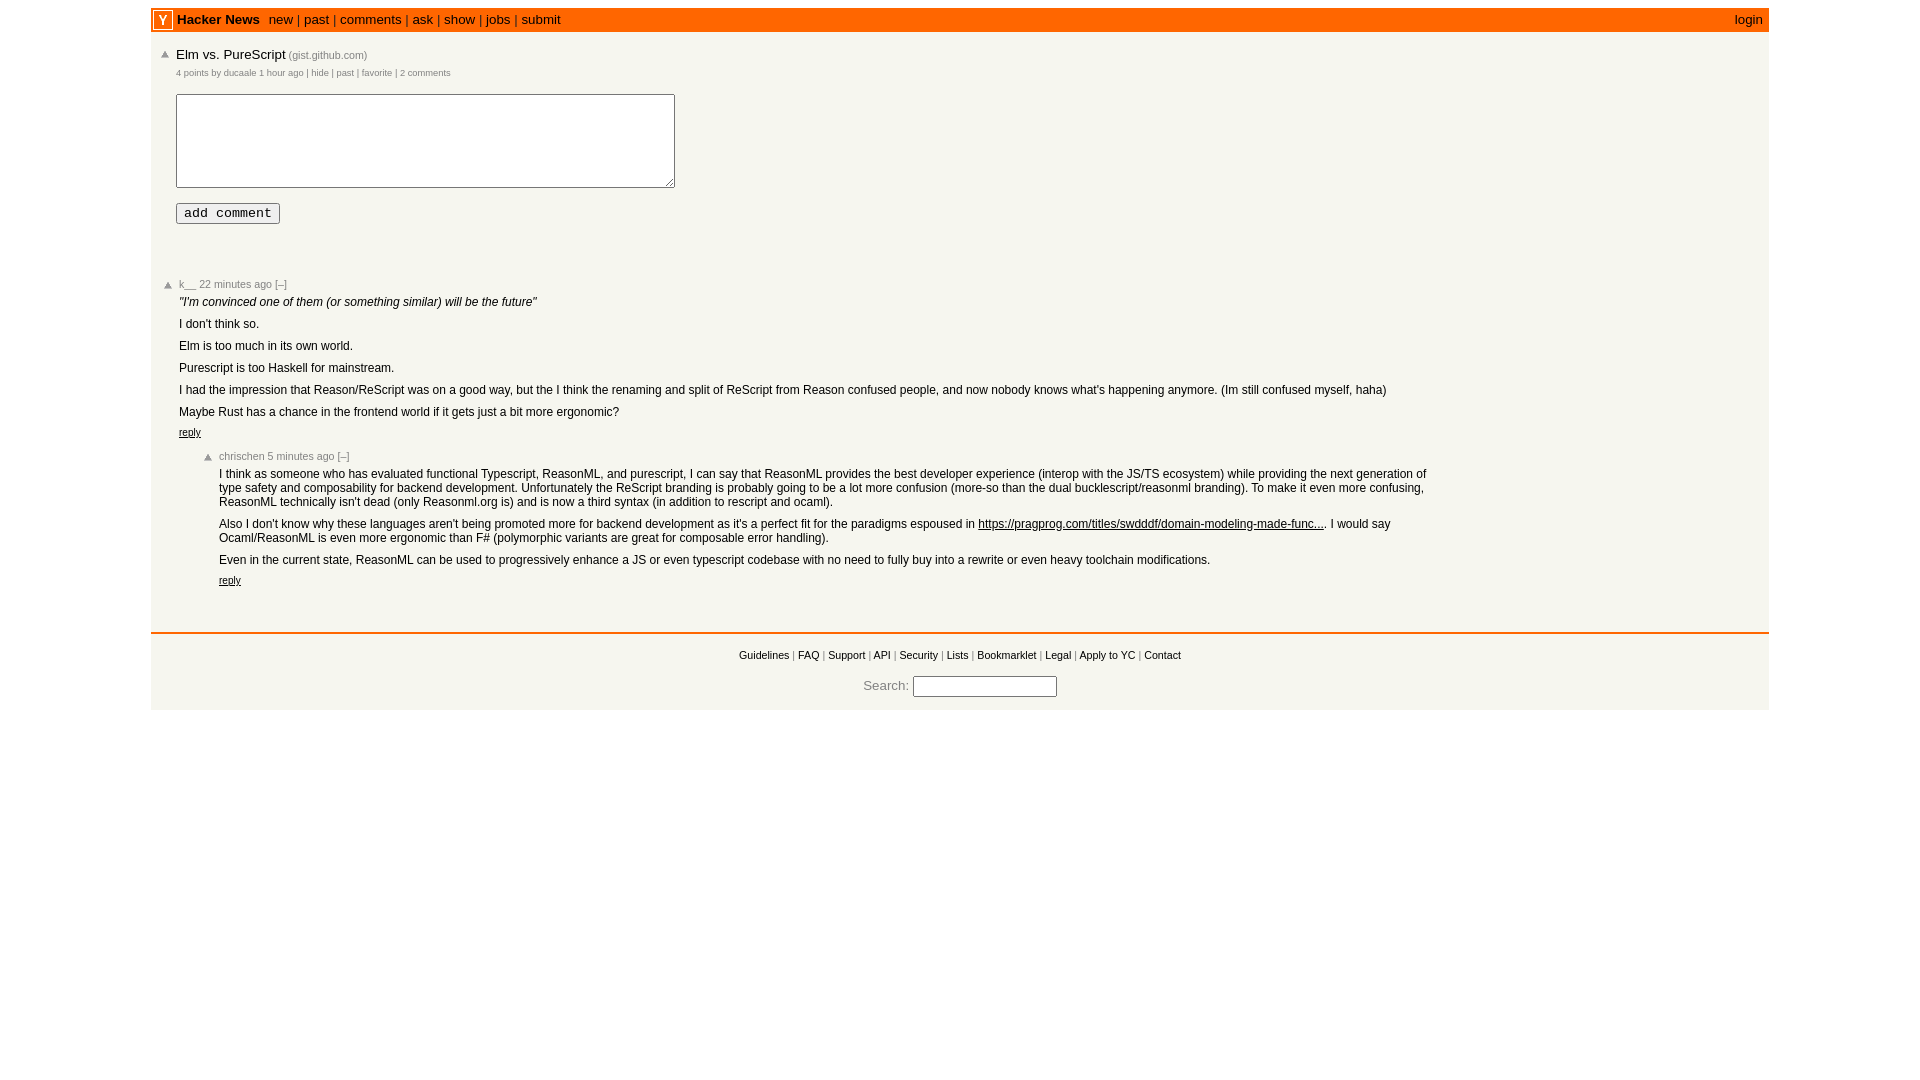 Y Hacker News new | past | comments | ask | show | jobs | submit login
Elm vs. PureScript (gist.github.com)
4 points by ducaale 1 hour ago | hide | past | favorite | 2 comments
add comment
k__ 22 minutes ago [–]
"I'm convinced one of them (or something similar) will be the future"
I don't think so.
Elm is too much in its own world.
Purescript is too Haskell for mainstream.
I had the impression that Reason/ReScript was on a good way, but the I think the renaming and split of ReScript from Reason confused people, and now nobody knows what's happening anymore. (Im still confused myself, haha)
Maybe Rust has a chance in the frontend world if it gets just a bit more ergonomic?
reply
chrischen 5 minutes ago [–]
I think as someone who has evaluated functional Typescript, ReasonML, and purescript, I can say that ReasonML provides the best developer experience (interop with the JS/TS ecosystem) while providing the next generation of
type safety and composability for backend development. Unfortunately the ReScript branding is probably going to be a lot more confusion (more-so than the dual bucklescript/reasonml branding). To make it even more confusing,
ReasonML technically isn't dead (only Reasonml.org is) and is now a third syntax (in addition to rescript and ocaml).
Also I don't know why these languages aren't being promoted more for backend development as it's a perfect fit for the paradigms espoused in https://pragprog.com/titles/swdddf/domain-modeling-made-func.... I would say
Ocaml/ReasonML is even more ergonomic than F# (polymorphic variants are great for composable error handling).
Even in the current state, ReasonML can be used to progressively enhance a JS or even typescript codebase with no need to fully buy into a rewrite or even heavy toolchain modifications.
reply
Guidelines | FAQ | Support | API | Security | Lists | Bookmarklet | Legal | Apply to YC | Contact
Search: